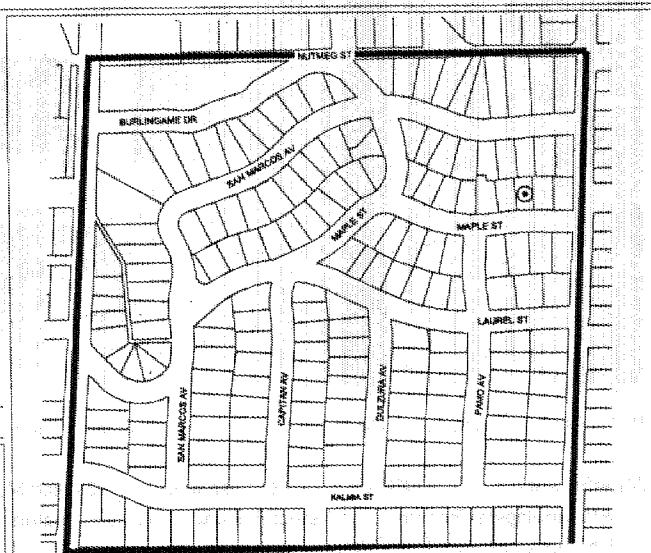 NUTMEG ST
BURLINGAME DR
SAN MARCOS AV
MAPLE ST
MAPLE ST
LAUREL ST
SAN MARCOS AV
CAPITAN AV
DULZURA AV
PAMO AV
KALMIA ST